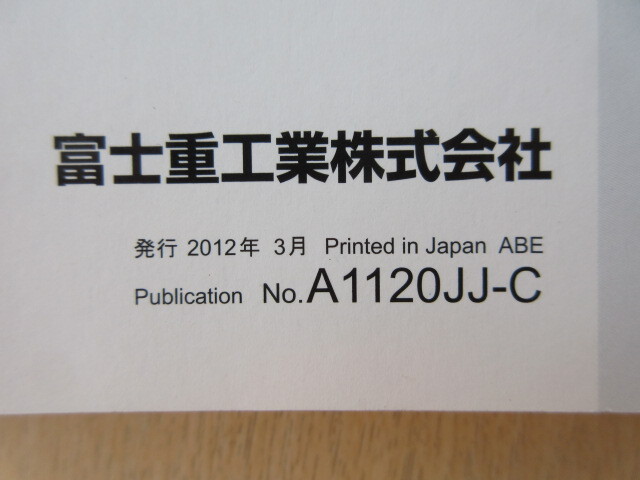 富士重工業株式会社
発行 2012年 3月 Printed in Japan ABE
Publication No.A1120JJ-C